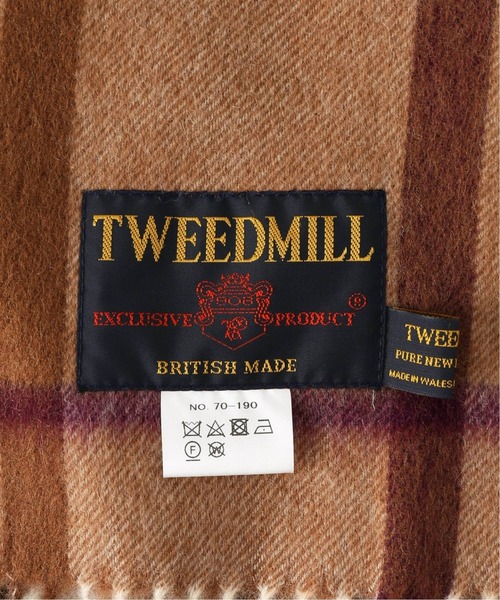 TWEEDMILL
EXCLUSIVE PRODUCT ®
BRITISH MADE
TWEE
PURE NEW
MADE IN WALES
NO. 70-190
F W